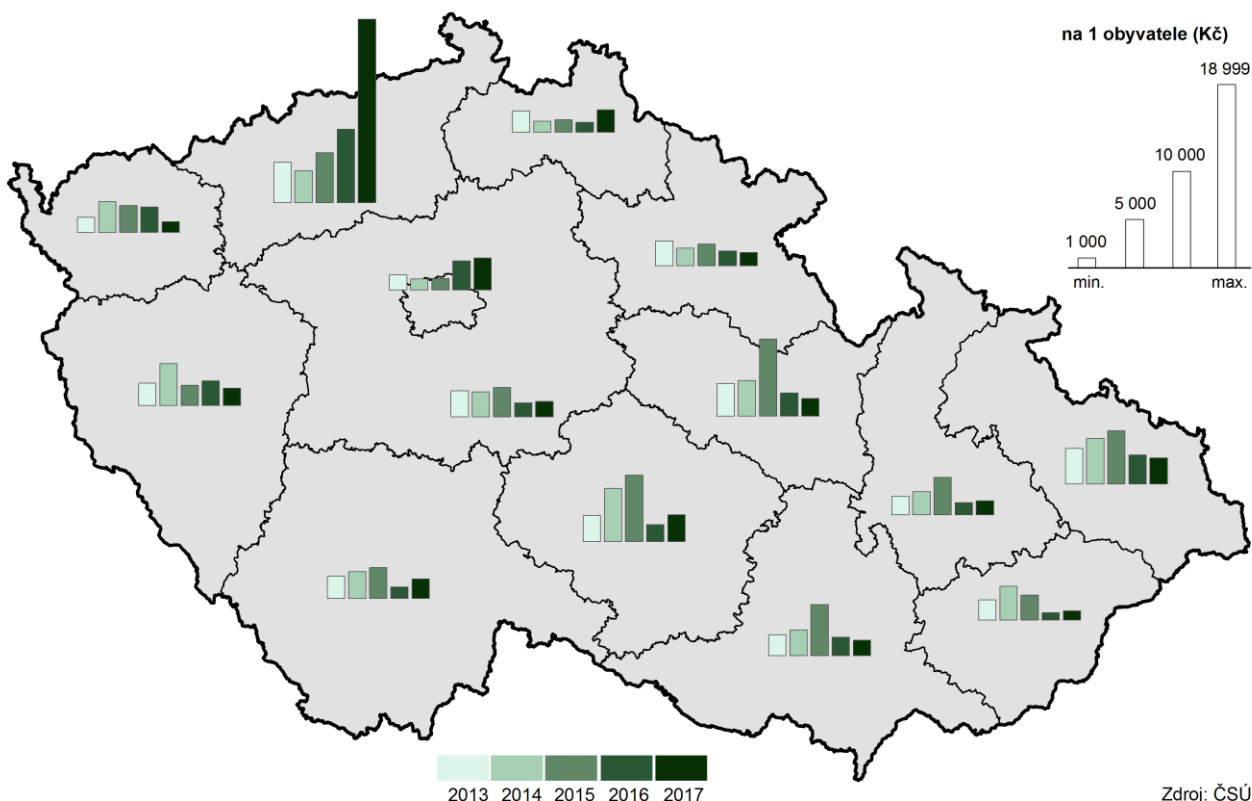 na 1 obyvatele (Kč)
18 999
10 000
5 000
1 000
min.
max.
2013 2014 2015 2016 2017
Zdroj: ČSÚ